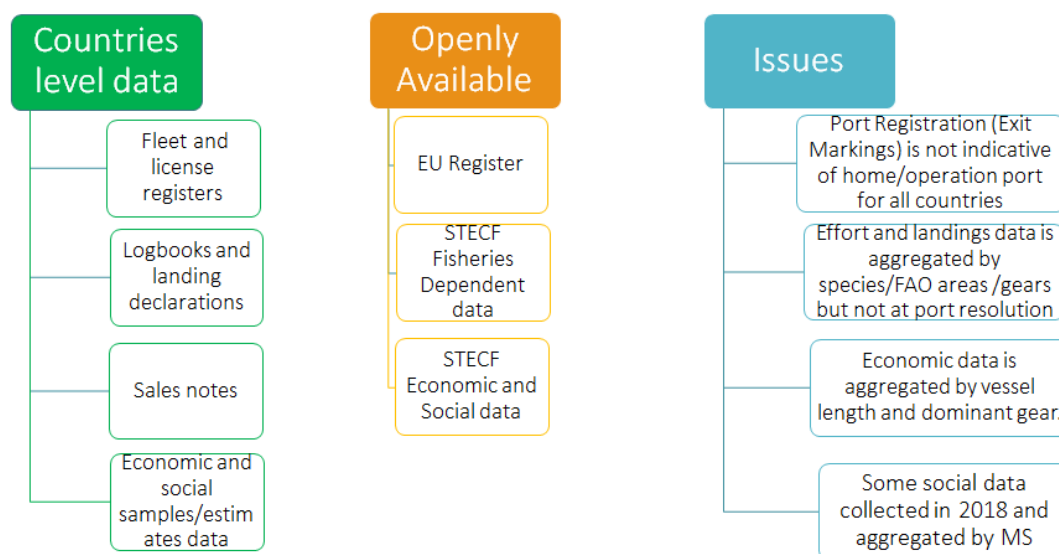 Countries
level data
Fleet and
license
registers
Logbooks and
landing
declarations
Sales notes
Economic and
social
samples/estim
ates data
Openly
Available
EU Register
STECF
Fisheries
Dependent
data
STECF
Economic and
Social data
Issues
Port Registration (Exit
Markings) is not indicative
of home/operation port
for all countries
Effort and landings data is
aggregated by
species/FAO areas /gears
but not at port resolution
Economic data is
aggregated by vessel
length and dominant gear.
Some social data
collected in 2018 and
aggregated by MS